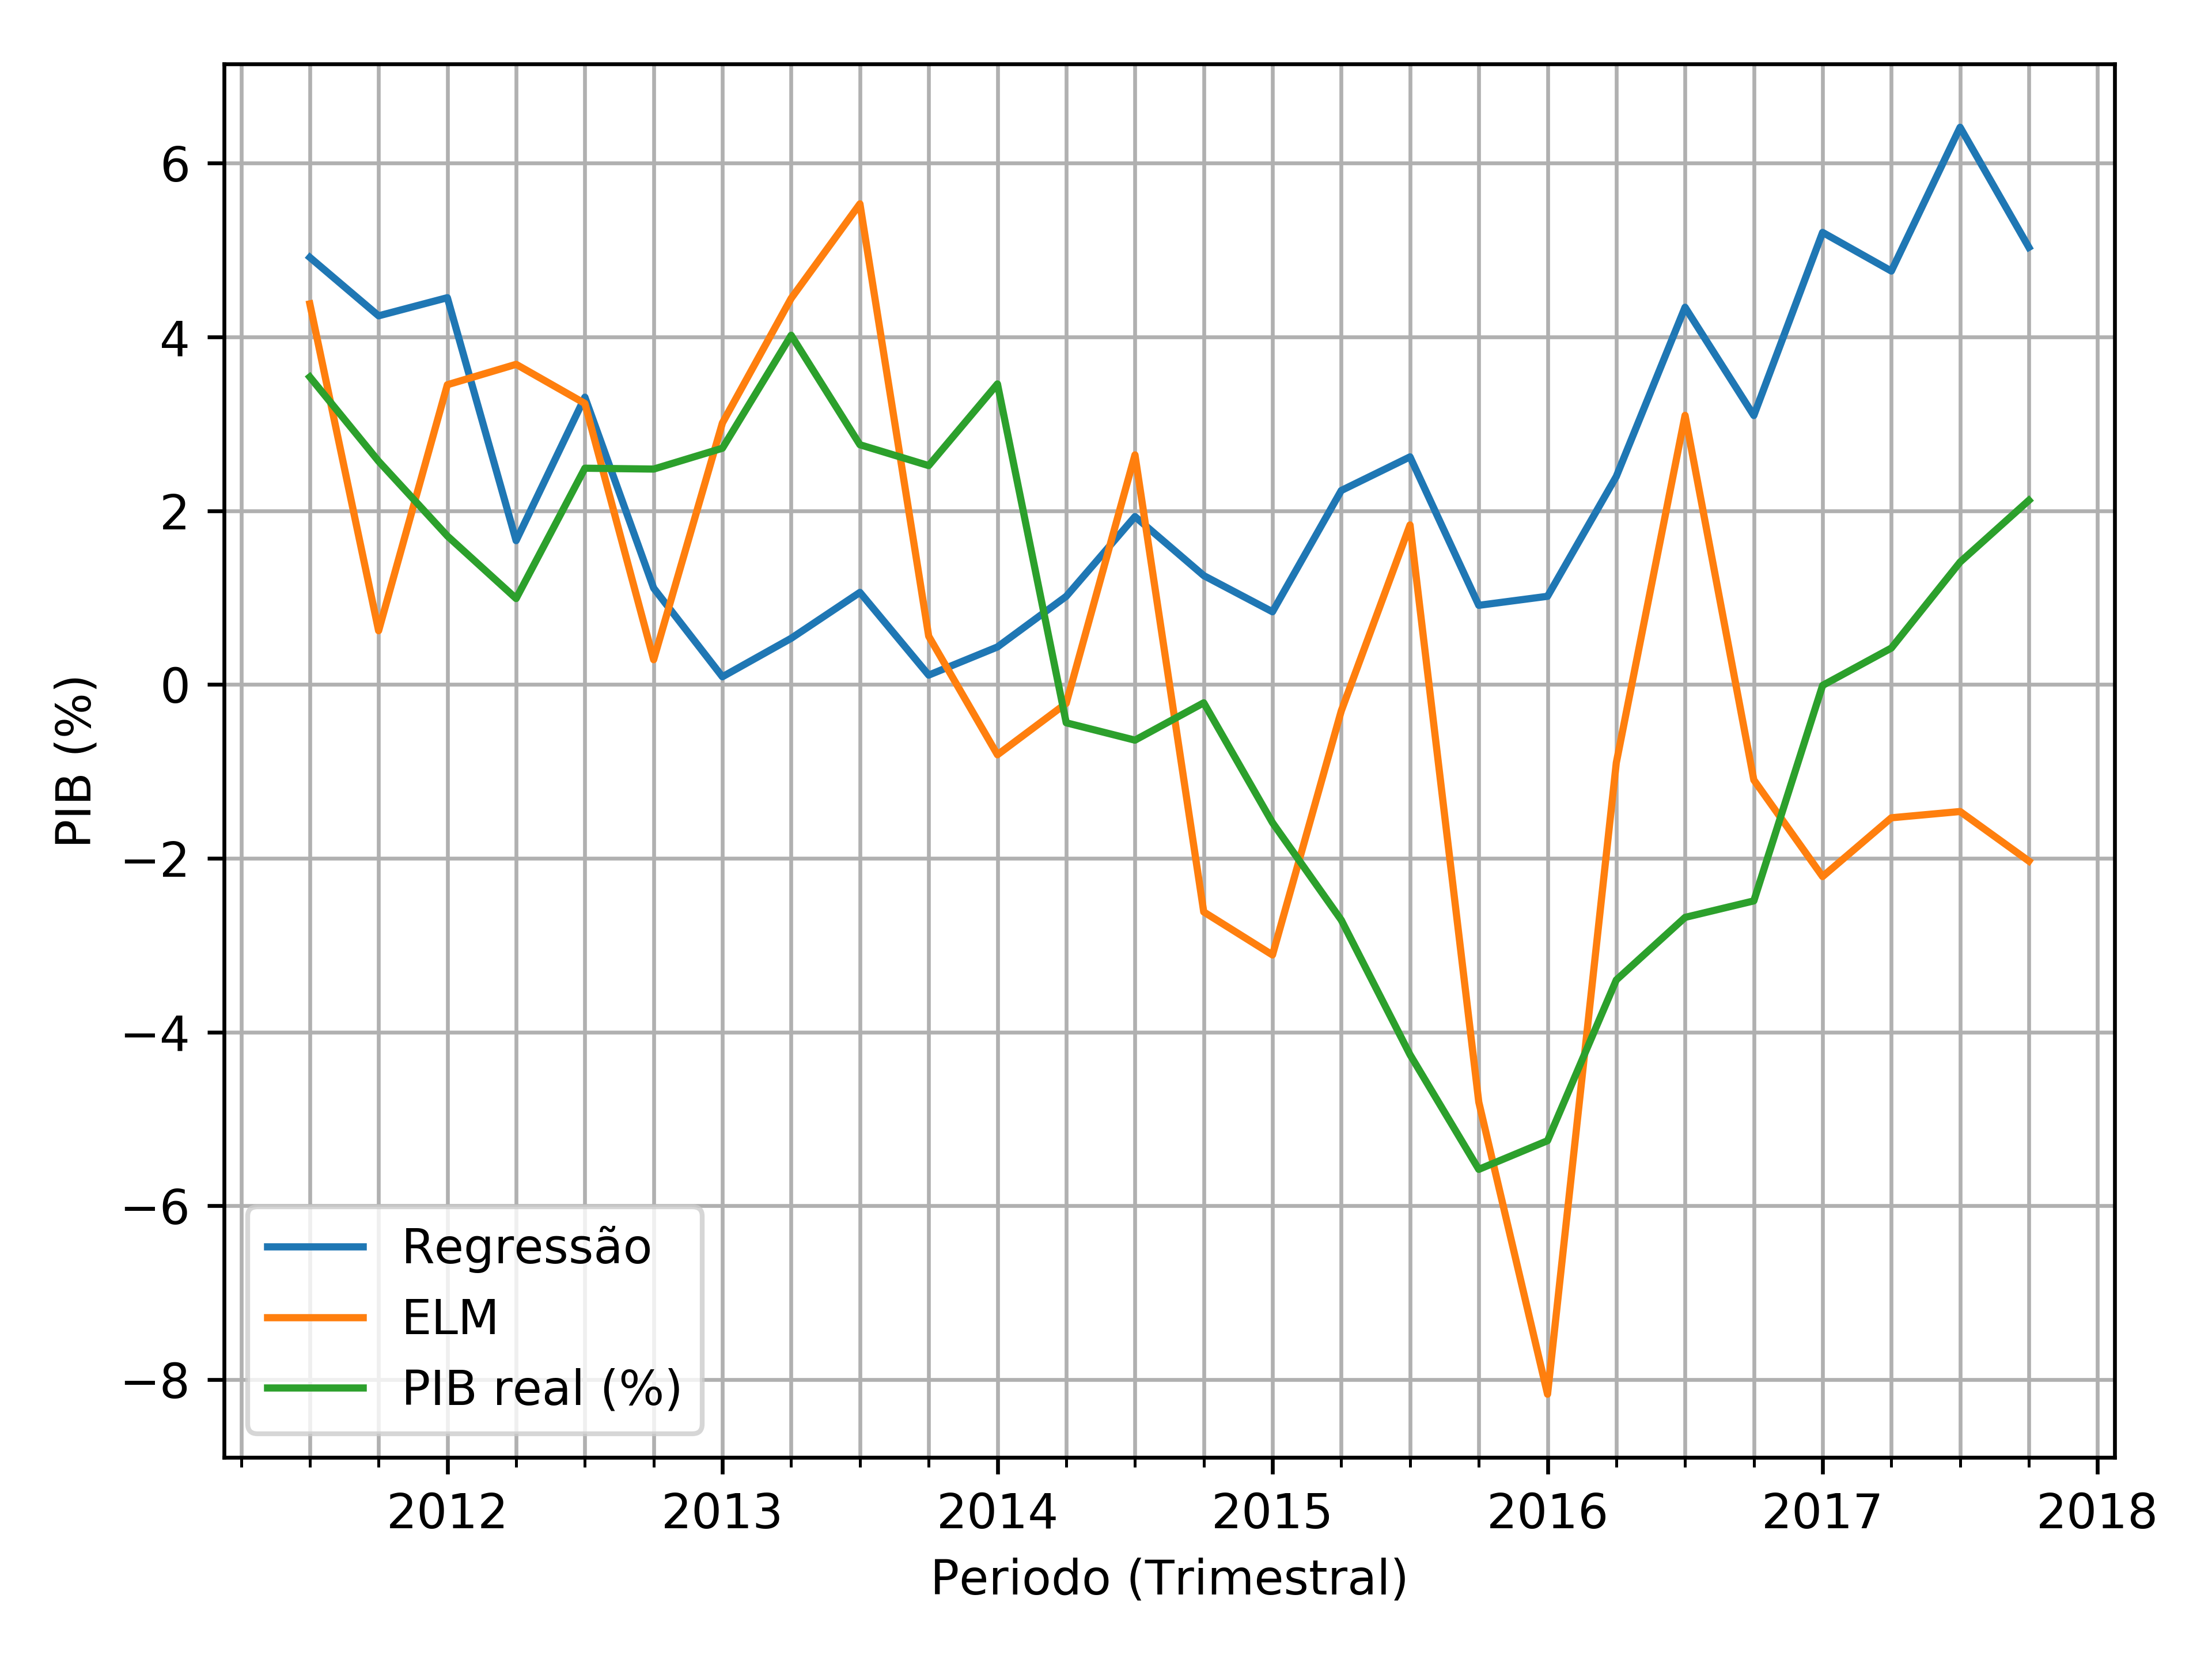 6
4
2
0
−2
−4
−6
−8
PIB (%)
Regressão
ELM
PIB real (%)
2012 2013 2014 2015 2016 2017 2018
Periodo (Trimestral)